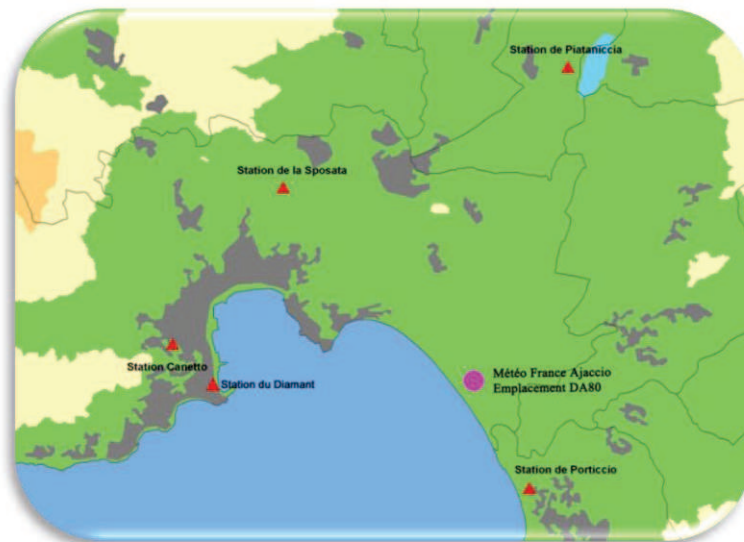 Station de Piataniccia
Station de la Sposata
Station Canetto
Station du Diamant
Météo France Ajaccio
Emplacement DA80
Station de Porticcio